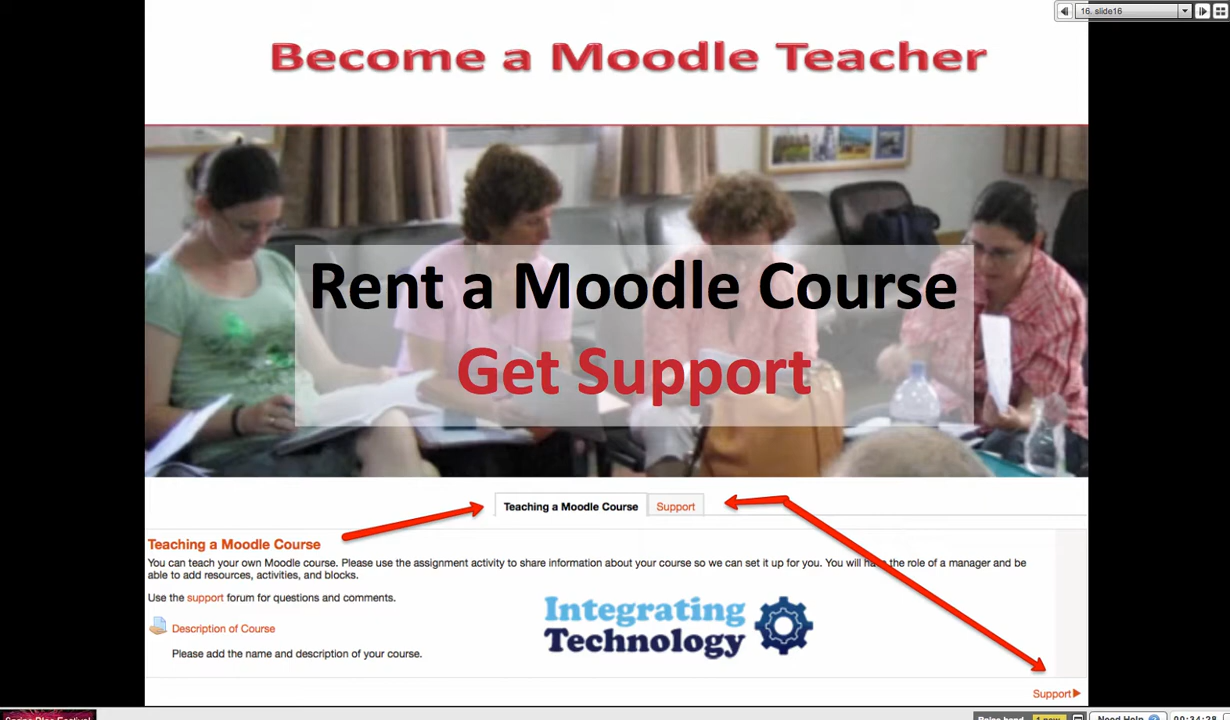 16. slide16
Become a Moodle Teacher
Rent a Moodle Course
Get Support
Teaching a Moodle Course
Support
Teaching a Moodle Course
You can teach your own Moodle course. Please use the assignment activity to share information about your course so we can set it up for you. You will have the role of a manager and be
able to add resources, activities, and blocks.
Use the support forum for questions and comments.
Description of Course
Please add the name and description of your course.
Integrating
Technology
Support
Need Help
00:34:28